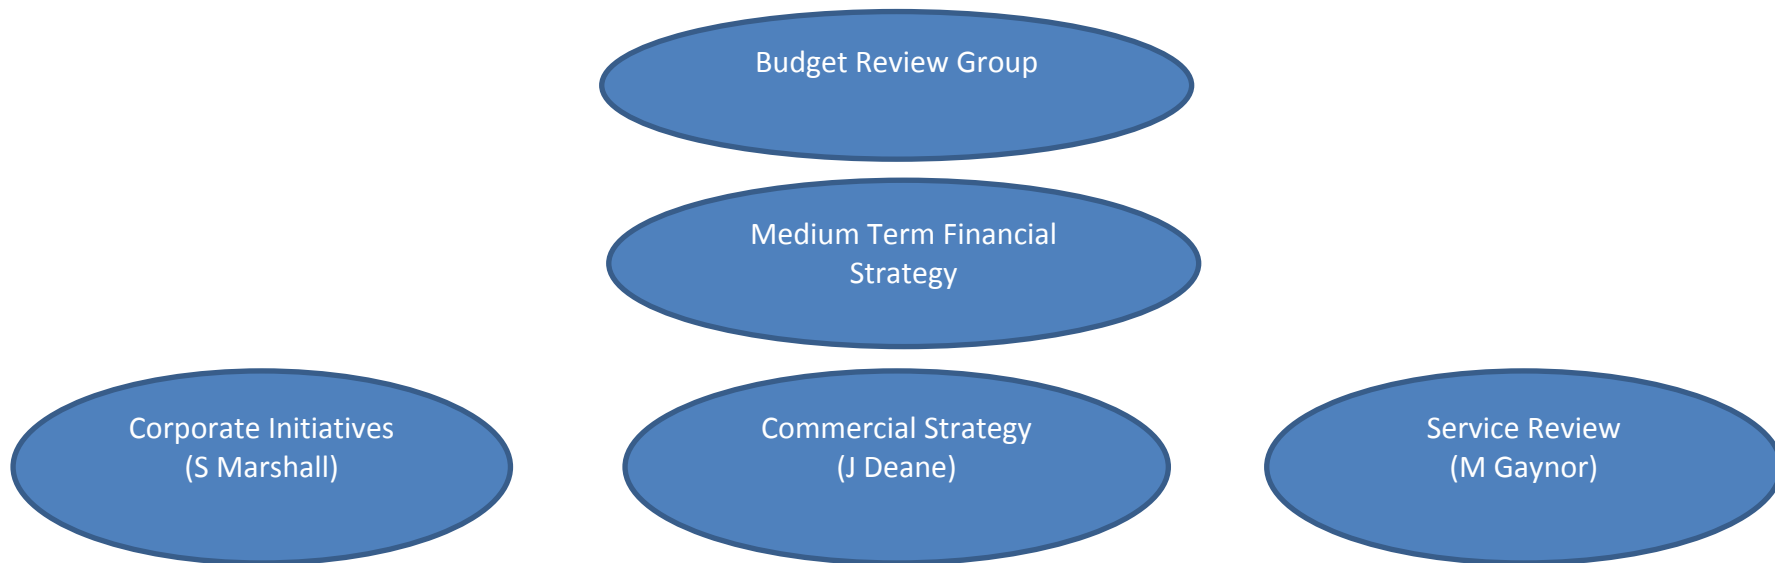 Budget Review Group
Medium Term Financial
Strategy
Corporate Initiatives
(S Marshall)
Commercial Strategy
(J Deane)
Service Review
(M Gaynor)